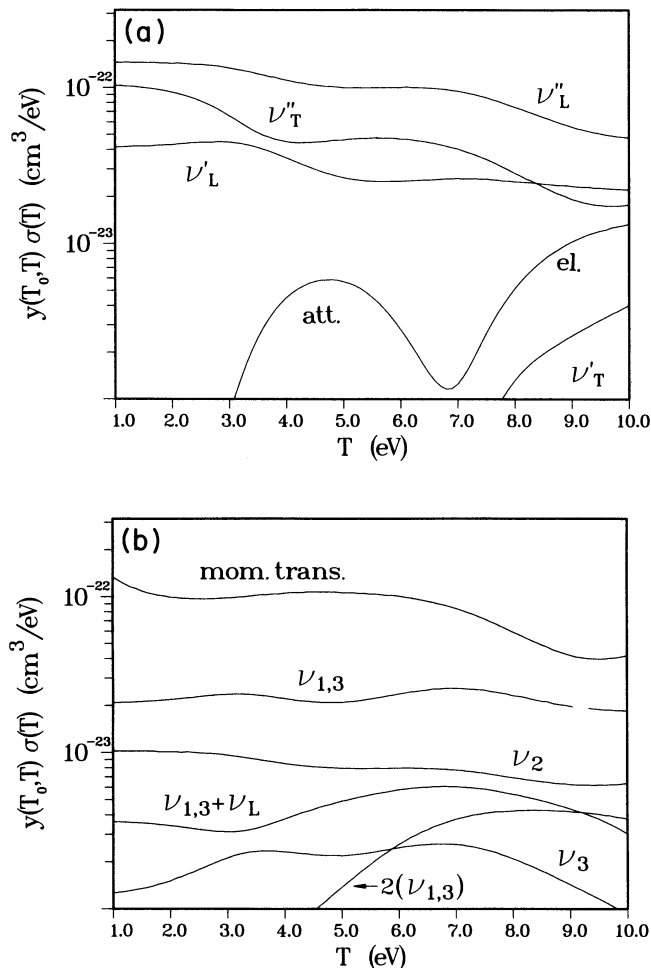 (a)
y(T₀,T) σ(T) (cm³/eV)
10⁻²²
10⁻²³
ν″L
ν″T
ν′L
att.
el.
ν′T
1.0 2.0 3.0 4.0 5.0 6.0 7.0 8.0 9.0 10.0
T (eV)
(b)
y(T₀,T) σ(T) (cm³/eV)
10⁻²²
10⁻²³
mom. trans.
ν1,3
ν2
ν1,3+νL
ν3
2(ν1,3)
1.0 2.0 3.0 4.0 5.0 6.0 7.0 8.0 9.0 10.0
T (eV)